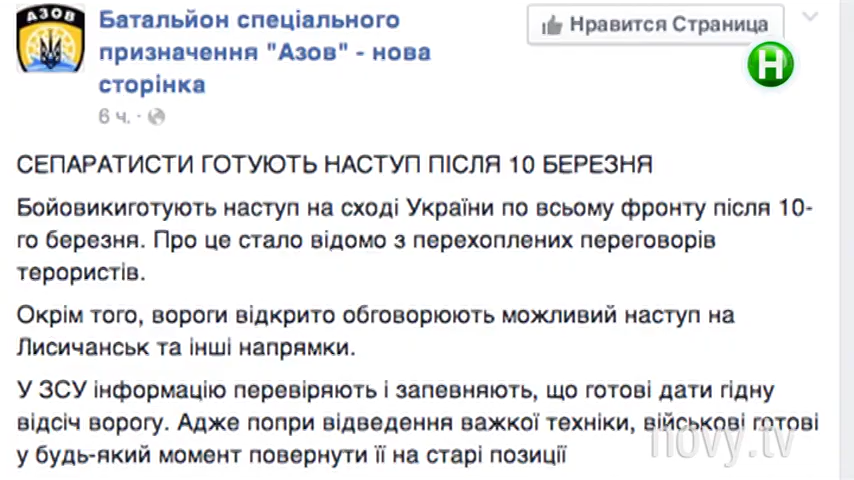 АЗОВ
Батальйон спеціального
призначення "Азов" - нова
сторінка
6 ч.
Нравится Страница
Н
СЕПАРАТИСТИ ГОТУЮТЬ НАСТУП ПІСЛЯ 10 БЕРЕЗНЯ
Бойовикиготують наступ на сході України по всьому фронту після 10-
го березня. Про це стало відомо з перехоплених переговорів
терористів.
Окрім того, вороги відкрито обговорюють можливий наступ на
Лисичанськ та інші напрямки.
У ЗСУ інформацію перевіряють і запевняють, що готові дати гідну
відсіч ворогу. Адже попри відведення важкої техніки, військові готові
у будь-який момент повернути її на старі позиції
novy.tv